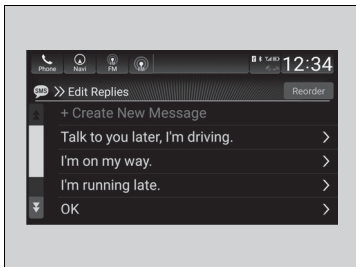 Phone Navi FM 12:34
SMS Edit Replies Reorder
+ Create New Message
Talk to you later, I'm driving.
I'm on my way.
I'm running late.
OK